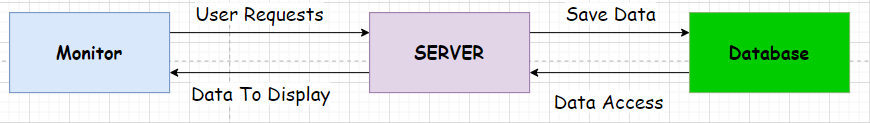 User Requests
Save Data
Monitor
SERVER
Database
Data To Display
Data Access